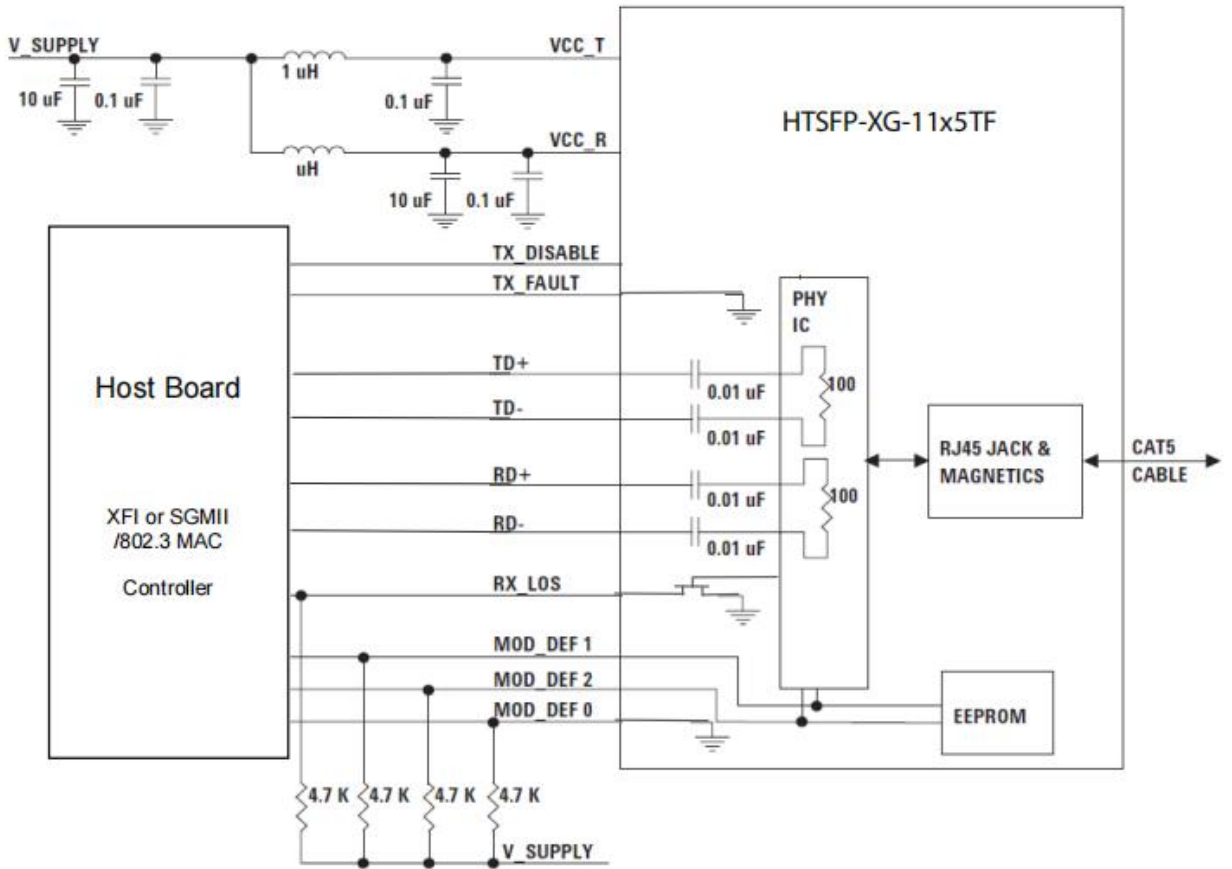 V_SUPPLY
VCC_T
1 uH
10 uF
0.1 uF
0.1 uF
HTSFP-XG-11x5TF
VCC_R
uH
10 uF
0.1 uF
TX_DISABLE
TX_FAULT
PHY
IC
TD+
100
Host Board
0.01 uF
TD-
0.01 uF
RJ45 JACK &
MAGNETICS
CAT5
CABLE
RD+
100
0.01 uF
XFI or SGMII
/802.3 MAC
RD-
0.01 uF
Controller
RX_LOS
MOD_DEF 1
MOD_DEF 2
MOD_DEF 0
EEPROM
4.7 K
4.7 K
4.7 K
4.7 K
V_SUPPLY